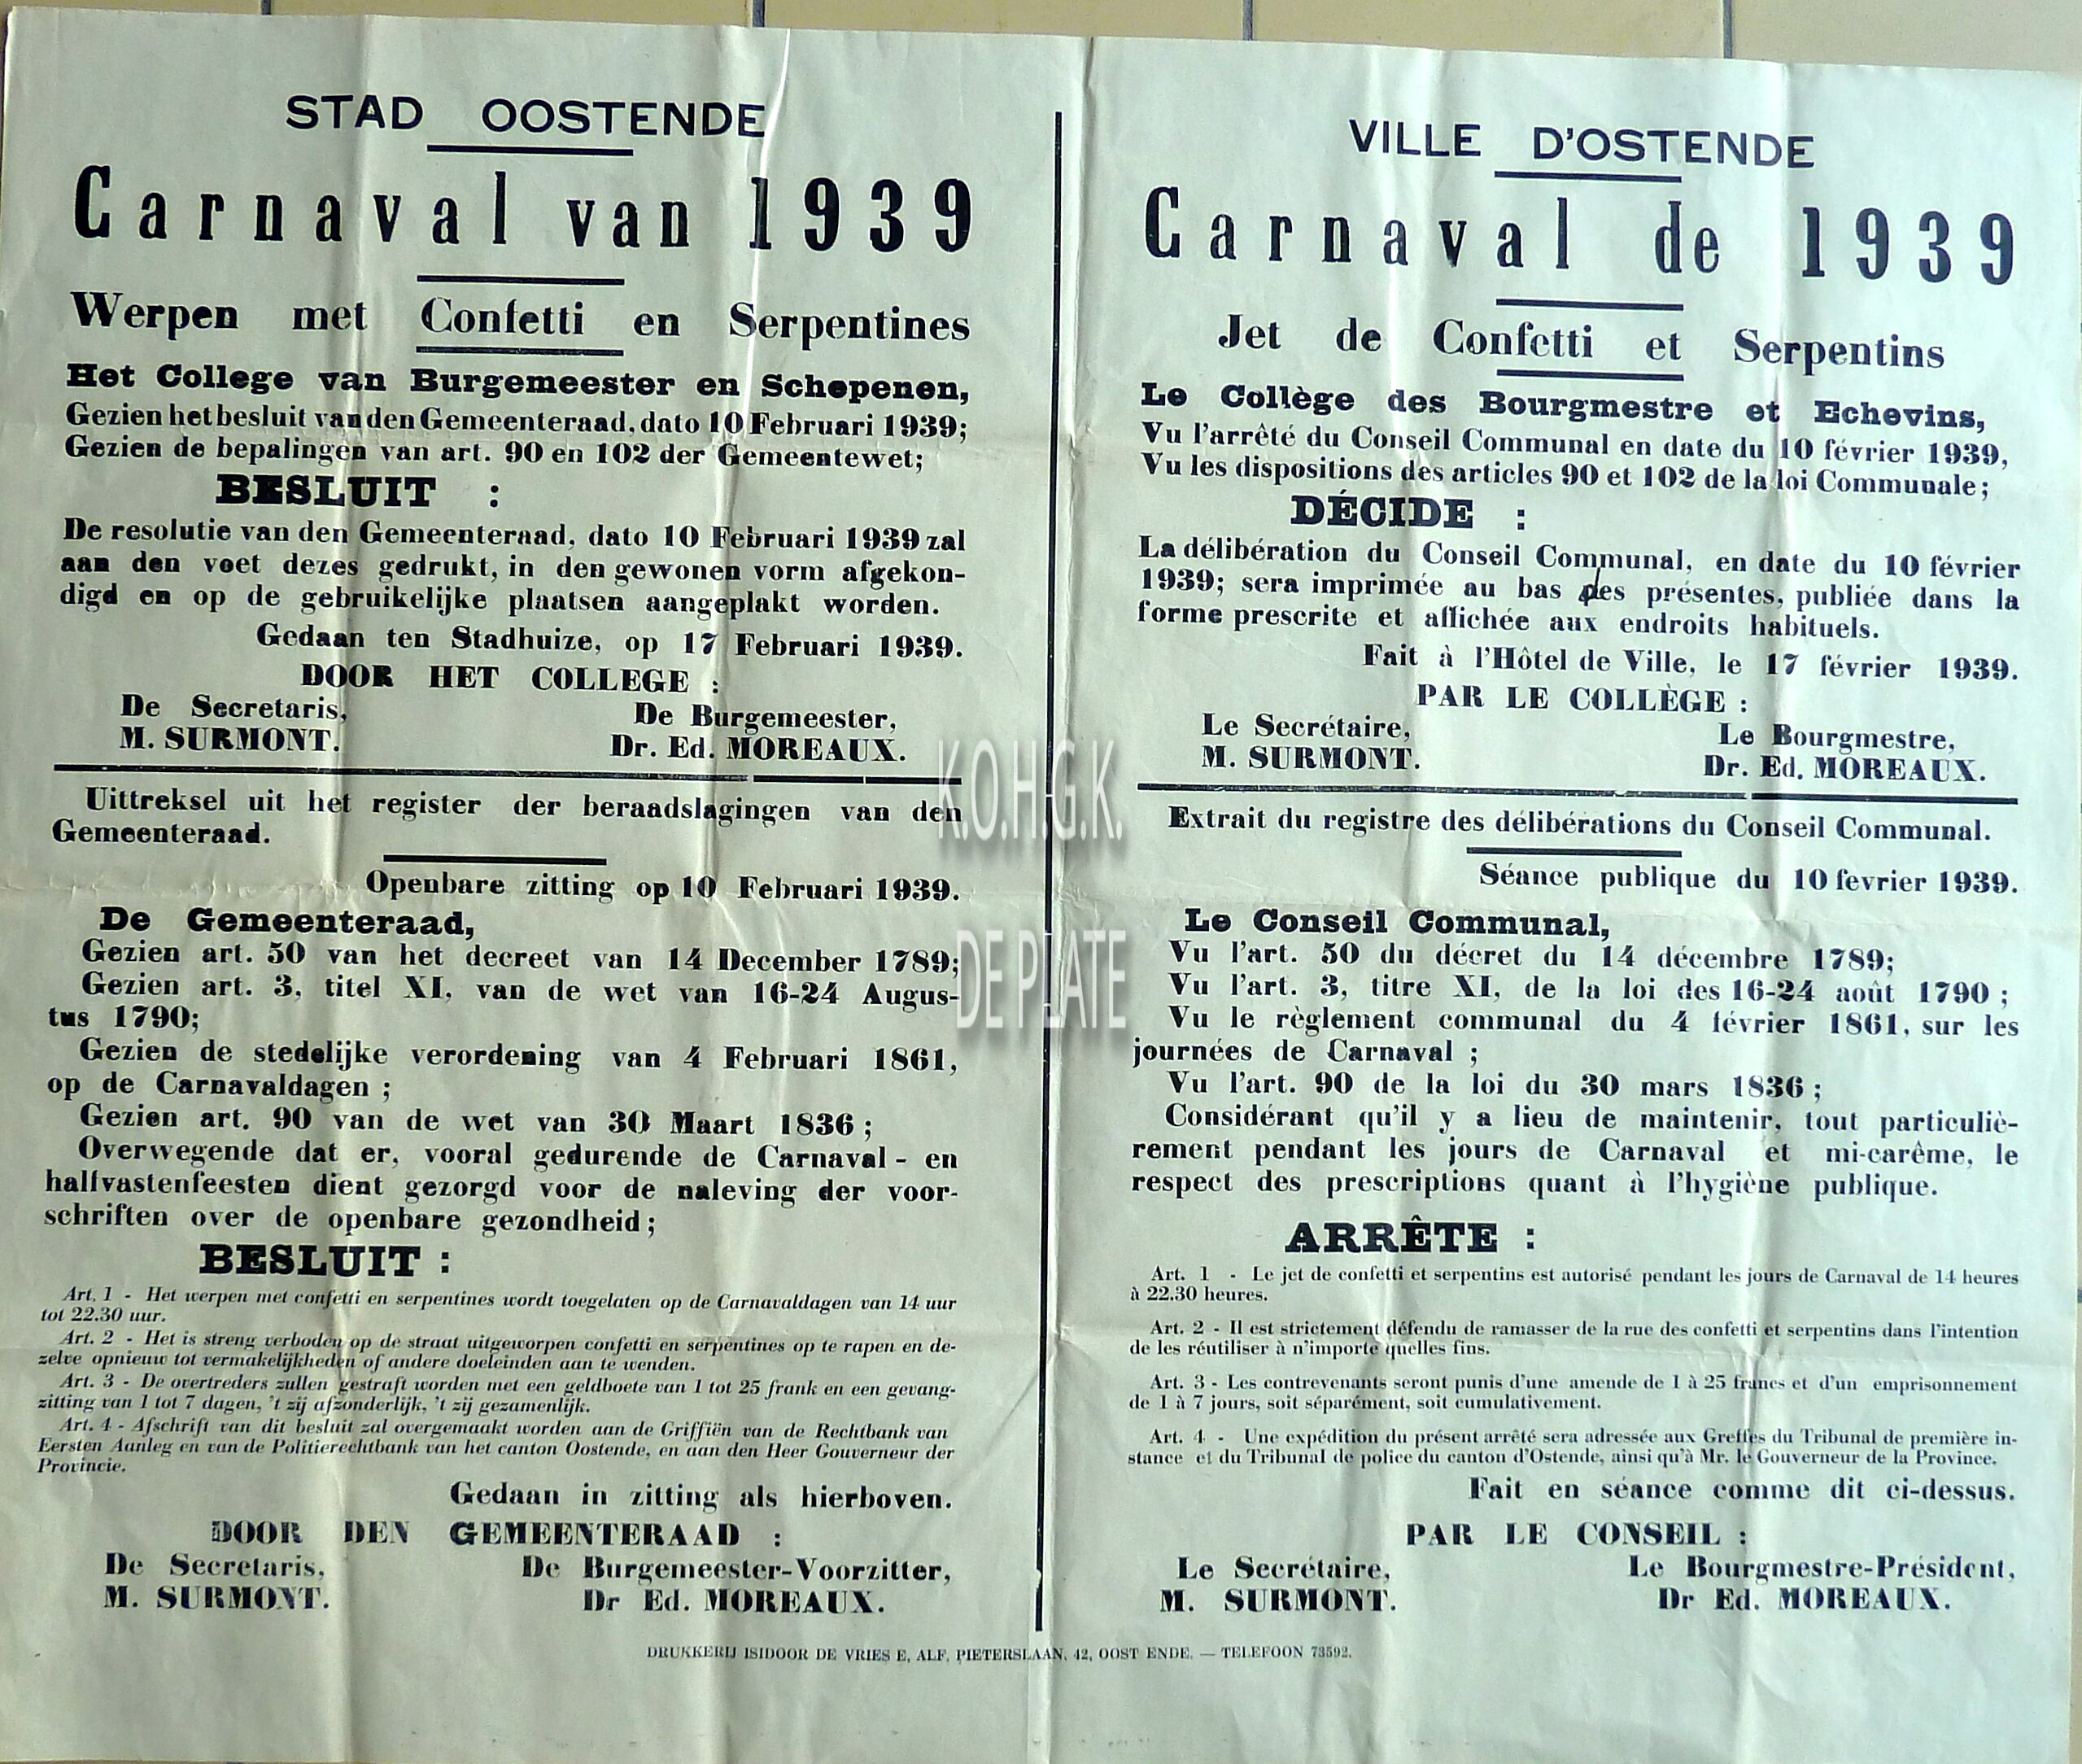 STAD OOSTENDE
Carnaval van 1939
Werpen met Confetti en Serpentines
Het College van Burgemeester en Schepenen,
Gezien het besluit van den Gemeenteraad, dato 10 Februari 1939;
Gezien de bepalingen van art. 90 en 102 der Gemeentewet;
BESLUIT :
De resolutie van den Gemeenteraad, dato 10 Februari 1939 zal
aan den voet dezes gedrukt, in den gewonen vorm afgekon-
digd en op de gebruikelijke plaatsen aangeplakt worden.
Gedaan ten Stadhuize, op 17 Februari 1939.
DOOR HET COLLEGE :
De Secretaris, De Burgemeester,
M. SURMONT. Dr. Ed. MOREAUX.
Uittreksel uit het register der beraadslagingen van den
Gemeenteraad.
Openbare zitting op 10 Februari 1939.
De Gemeenteraad,
Gezien art. 50 van het decreet van 14 December 1789;
Gezien art. 3, titel XI, van de wet van 16-24 Augus-
tus 1790;
Gezien de stedelijke verordening van 4 Februari 1861,
op de Carnavaldagen ;
Gezien art. 90 van de wet van 30 Maart 1836 ;
Overwegende dat er, vooral gedurende de Carnaval - en
halfvastenfeesten dient gezorgd voor de naleving der voor-
schriften over de openbare gezondheid ;
BESLUIT :
Art. 1 - Het werpen met confetti en serpentines wordt toegelaten op de Carnavaldagen van 14 uur
tot 22.30 uur.
Art. 2 - Het is streng verboden op de straat uitgeworpen confetti en serpentines op te rapen en de-
zelve opnieuw tot vermakelijkheden of andere doeleinden aan te wenden.
Art. 3 - De overtreders zullen gestraft worden met een geldboete van 1 tot 25 frank en een gevang-
zitting van 1 tot 7 dagen, 't zij afzonderlijk, 't zij gezamenlijk.
Art. 4 - Afschrift van dit besluit zal overgemaakt worden aan de Griffiën van de Rechtbank van
Eersten Aanleg en van de Politierechtbank van het canton Oostende, en aan den Heer Gouverneur der
Provincie.
Gedaan in zitting als hierboven.
DOOR DEN GEMEENTERAAD :
De Secretaris, De Burgemeester-Voorzitter,
M. SURMONT. Dr Ed. MOREAUX.
VILLE D'OSTENDE
Carnaval de 1939
Jet de Confetti et Serpentins
Le Collège des Bourgmestre et Echevins,
Vu l'arrêté du Conseil Communal en date du 10 février 1939,
Vu les dispositions des articles 90 et 102 de la loi Communale ;
DÉCIDE :
La délibération du Conseil Communal, en date du 10 février
1939; sera imprimée au bas des présentes, publiée dans la
forme prescrite et affichée aux endroits habituels.
Fait à l'Hôtel de Ville, le 17 février 1939.
PAR LE COLLÈGE :
Le Secrétaire, Le Bourgmestre,
M. SURMONT. Dr. Ed. MOREAUX.
Extrait du registre des délibérations du Conseil Communal.
Séance publique du 10 fevrier 1939.
Le Conseil Communal,
Vu l'art. 50 du décret du 14 décembre 1789;
Vu l'art. 3, titre XI, de la loi des 16-24 août 1790 ;
Vu le règlement communal du 4 février 1861, sur les
journées de Carnaval ;
Vu l'art. 90 de la loi du 30 mars 1836 ;
Considérant qu'il y a lieu de maintenir, tout particuliè-
rement pendant les jours de Carnaval et mi-carême, le
respect des prescriptions quant à l'hygiène publique.
ARRÊTE :
Art. 1 - Le jet de confetti et serpentins est autorisé pendant les jours de Carnaval de 14 heures
à 22.30 heures.
Art. 2 - Il est strictement défendu de ramasser de la rue des confetti et serpentins dans l'intention
de les réutiliser à n'importe quelles fins.
Art. 3 - Les contrevenants seront punis d'une amende de 1 à 25 francs et d'un emprisonnement
de 1 à 7 jours, soit séparément, soit cumulativement.
Art. 4 - Une expédition du présent arrêté sera adressée aux Greffes du Tribunal de première in-
stance et du Tribunal de police du canton d'Ostende, ainsi qu'à Mr. le Gouverneur de la Province.
Fait en séance comme dit ci-dessus.
PAR LE CONSEIL :
Le Secrétaire, Le Bourgmestre-Président,
M. SURMONT. Dr Ed. MOREAUX.
DRUKKERIJ ISIDOOR DE VRIES E, ALF. PIETERSLAAN, 42, OOST ENDE. — TELEFOON 73592.
K.O.H.G.K.
DE PLATE